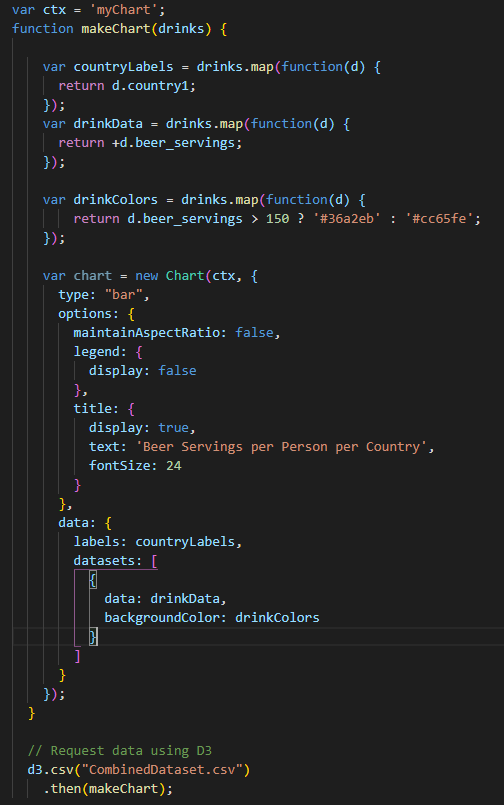 var ctx = 'myChart';
function makeChart(drinks) {
var countryLabels = drinks.map(function(d) {
return d.country1;
});
var drinkData = drinks.map(function(d) {
return +d.beer_servings;
});
var drinkColors = drinks.map(function(d) {
return d.beer_servings > 150 ? '#36a2eb' : '#cc65fe';
});
var chart = new Chart(ctx, {
type: "bar",
options: {
maintainAspectRatio: false,
legend: {
display: false
},
title: {
display: true,
text: 'Beer Servings per Person per Country',
fontSize: 24
}
},
data: {
labels: countryLabels,
datasets: [
{
data: drinkData,
backgroundColor: drinkColors
}
]
}
});
}
// Request data using D3
d3.csv("CombinedDataset.csv")
.then(makeChart);